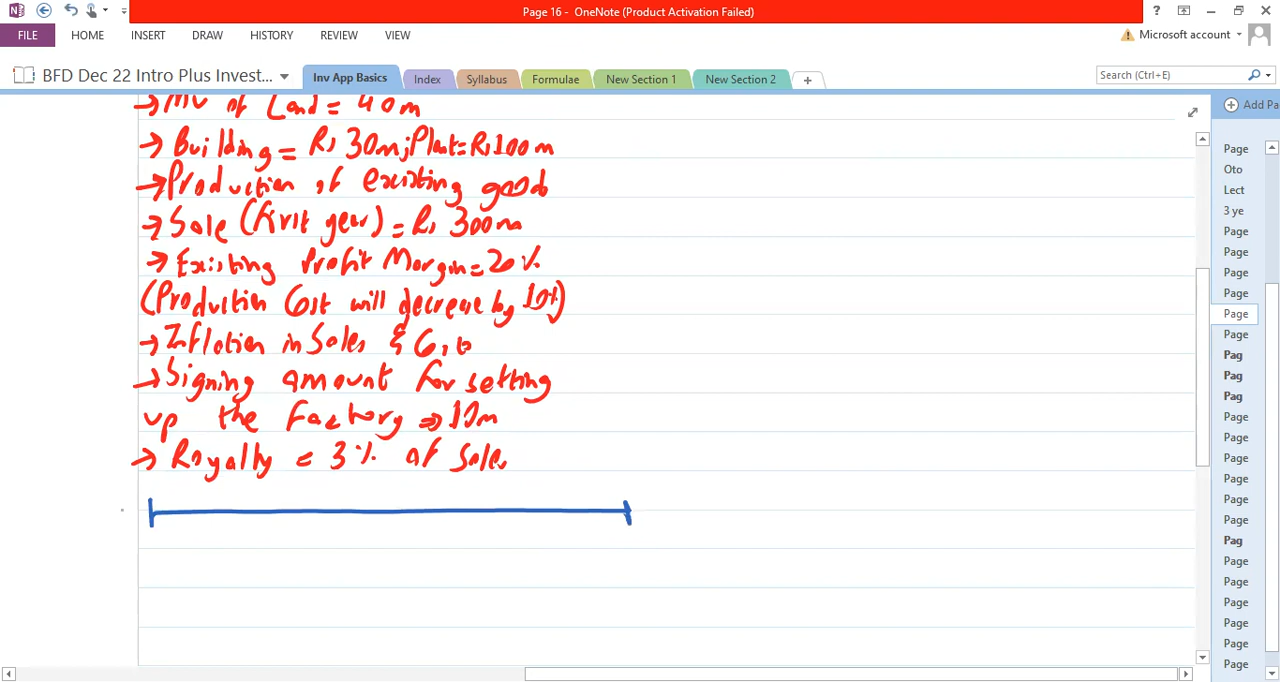 Page 16 - OneNote (Product Activation Failed)
FILE HOME INSERT DRAW HISTORY REVIEW VIEW Microsoft account
BFD Dec 22 Intro Plus Invest... Inv App Basics Index Syllabus Formulae New Section 1 New Section 2 Search (Ctrl+E)
Add Pa
→ MV of Land = 40m
→ Building = Rs 30m; Plant = Rs 100m
→ Production of existing good
→ Sale (first year) = Rs 300m
→ Existing Profit Margin = 20%
(Production Cost will decrease by 10%)
→ Inflation in Sales &
→ Signing amount for setting
up the Factory ⇒ 10m
→ Royalty = 3% of Sales
Page
Oto
Lect
3 ye
Page
Page
Page
Page
Page
Page
Pag
Pag
Pag
Page
Page
Page
Page
Page
Page
Pag
Page
Page
Page
Page
Page
Page